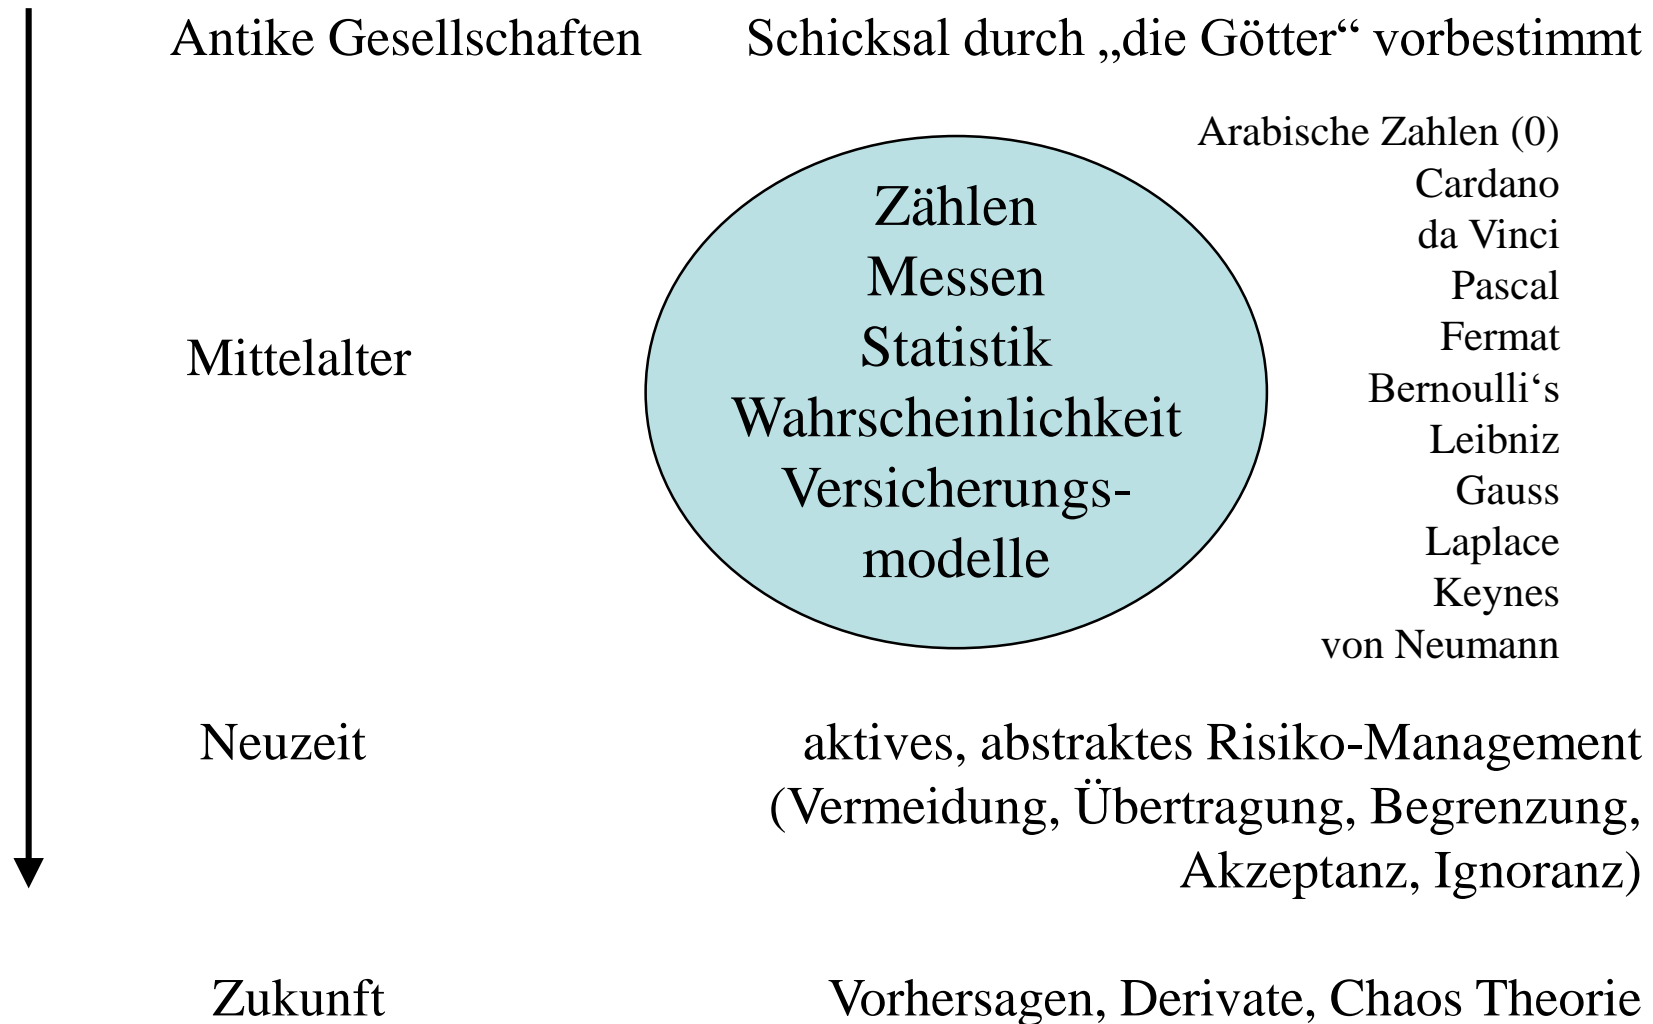 Antike Gesellschaften
Schicksal durch „die Götter“ vorbestimmt
Arabische Zahlen (0)
Cardano
da Vinci
Pascal
Fermat
Bernoulli‘s
Leibniz
Gauss
Laplace
Keynes
von Neumann
Zählen
Messen
Statistik
Wahrscheinlichkeit
Versicherungs-
modelle
Mittelalter
Neuzeit
aktives, abstraktes Risiko-Management
(Vermeidung, Übertragung, Begrenzung,
Akzeptanz, Ignoranz)
Zukunft
Vorhersagen, Derivate, Chaos Theorie